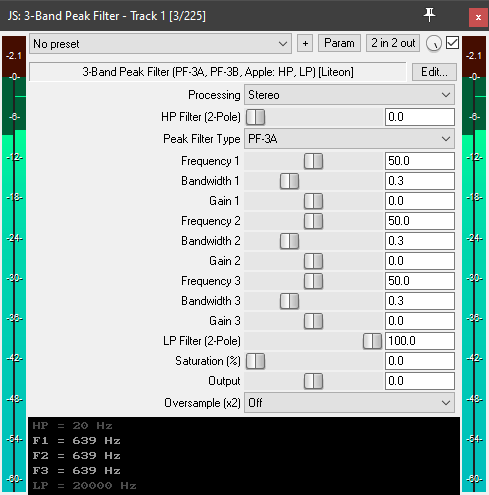 JS: 3-Band Peak Filter - Track 1 [3/225]
No preset + Param 2 in 2 out
-2.1 -2.1
3-Band Peak Filter (PF-3A, PF-3B, Apple: HP, LP) [Liteon] Edit...
-0- -0-
Processing Stereo
HP Filter (2-Pole) 0.0
-6- -6-
Peak Filter Type PF-3A
-12- -12-
Frequency 1 50.0
Bandwidth 1 0.3
-18- -18-
Gain 1 0.0
Frequency 2 50.0
-24- -24-
Bandwidth 2 0.3
Gain 2 0.0
-30- -30-
Frequency 3 50.0
Bandwidth 3 0.3
-36- -36-
Gain 3 0.0
LP Filter (2-Pole) 100.0
-42- -42-
Saturation (%) 0.0
Output 0.0
-48- -48-
Oversample (x2) Off
HP = 20 Hz
-54- -54-
F1 = 639 Hz
F2 = 639 Hz
F3 = 639 Hz
-60- -60-
LP = 20000 Hz